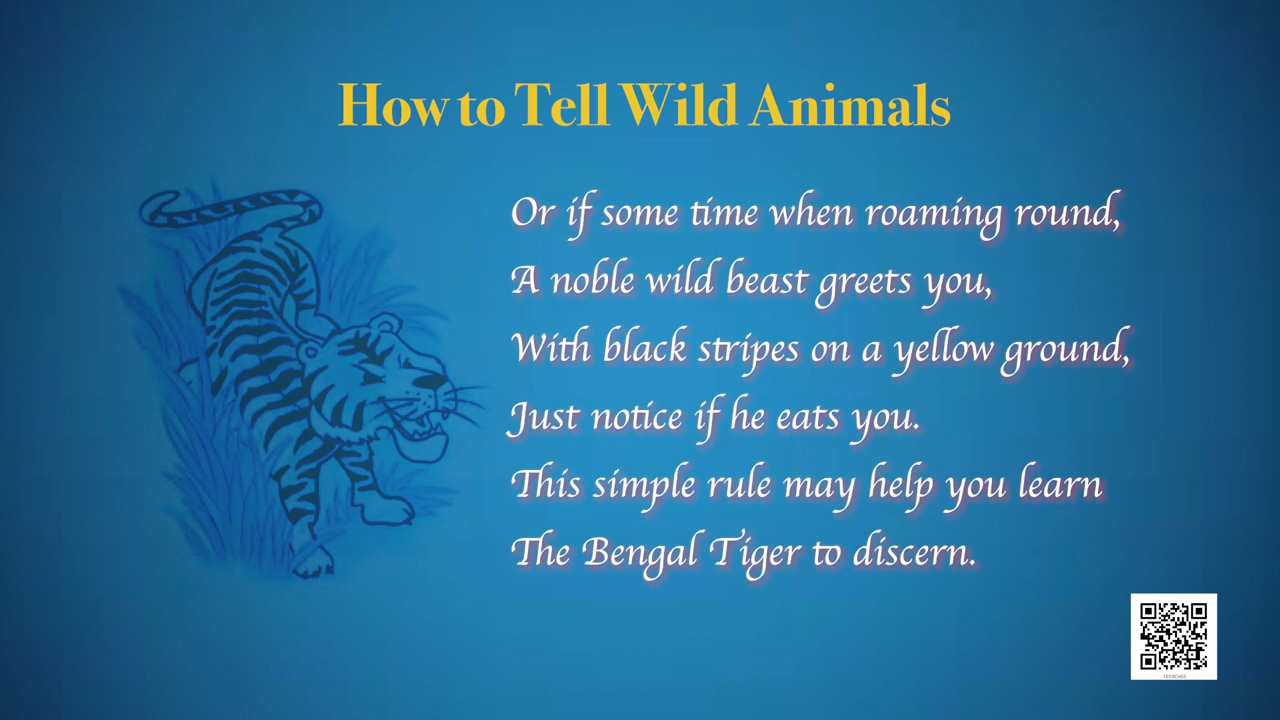 How to Tell Wild Animals
Or if some time when roaming round,
A noble wild beast greets you,
With black stripes on a yellow ground,
Just notice if he eats you.
This simple rule may help you learn
The Bengal Tiger to discern.
1059CH03